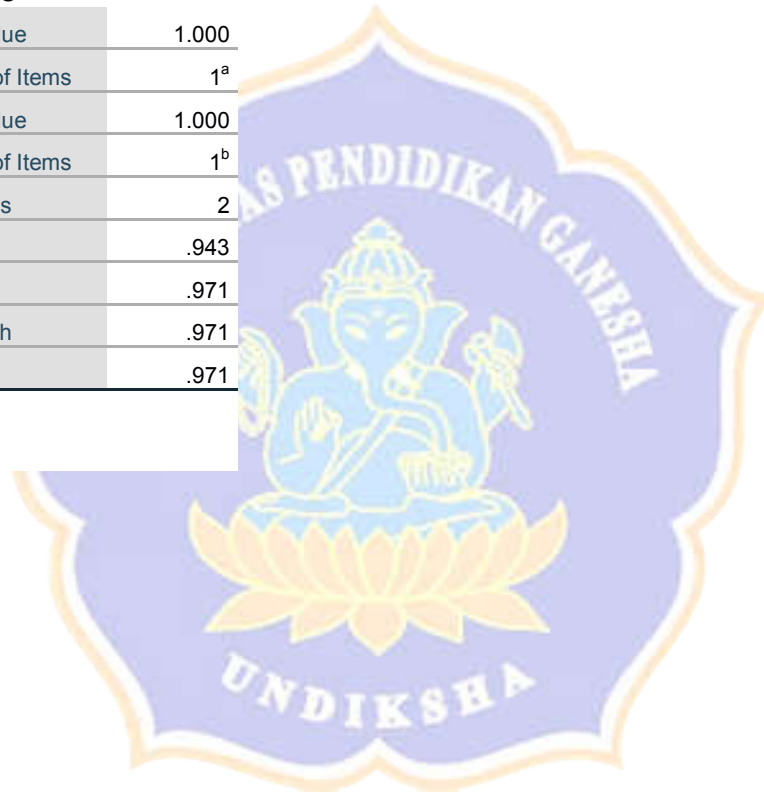 ue 1.000
of Items 1ᵃ
ue 1.000
of Items 1ᵇ
s 2
.943
.971
h .971
.971
AS PENDIDIKAN GANESHA
UNDIKSHA